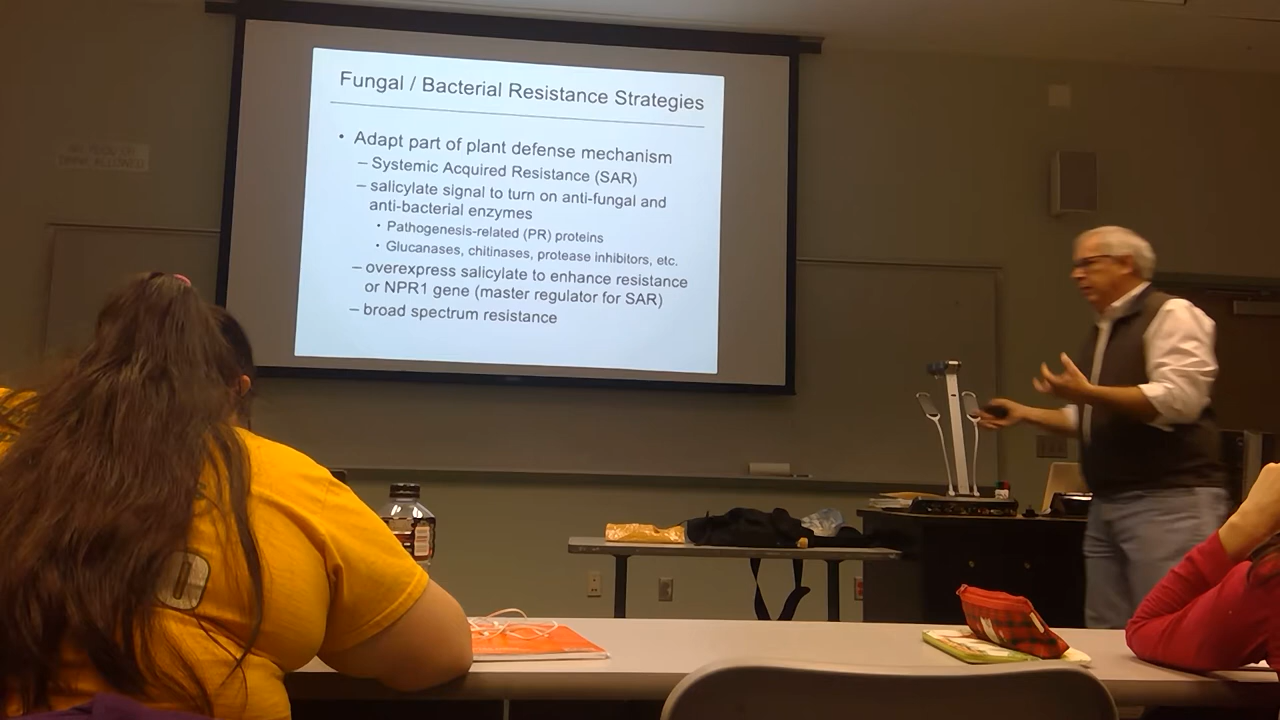 Fungal / Bacterial Resistance Strategies
• Adapt part of plant defense mechanism
– Systemic Acquired Resistance (SAR)
– salicylate signal to turn on anti-fungal and
anti-bacterial enzymes
• Pathogenesis-related (PR) proteins
• Glucanases, chitinases, protease inhibitors, etc.
– overexpress salicylate to enhance resistance
or NPR1 gene (master regulator for SAR)
– broad spectrum resistance